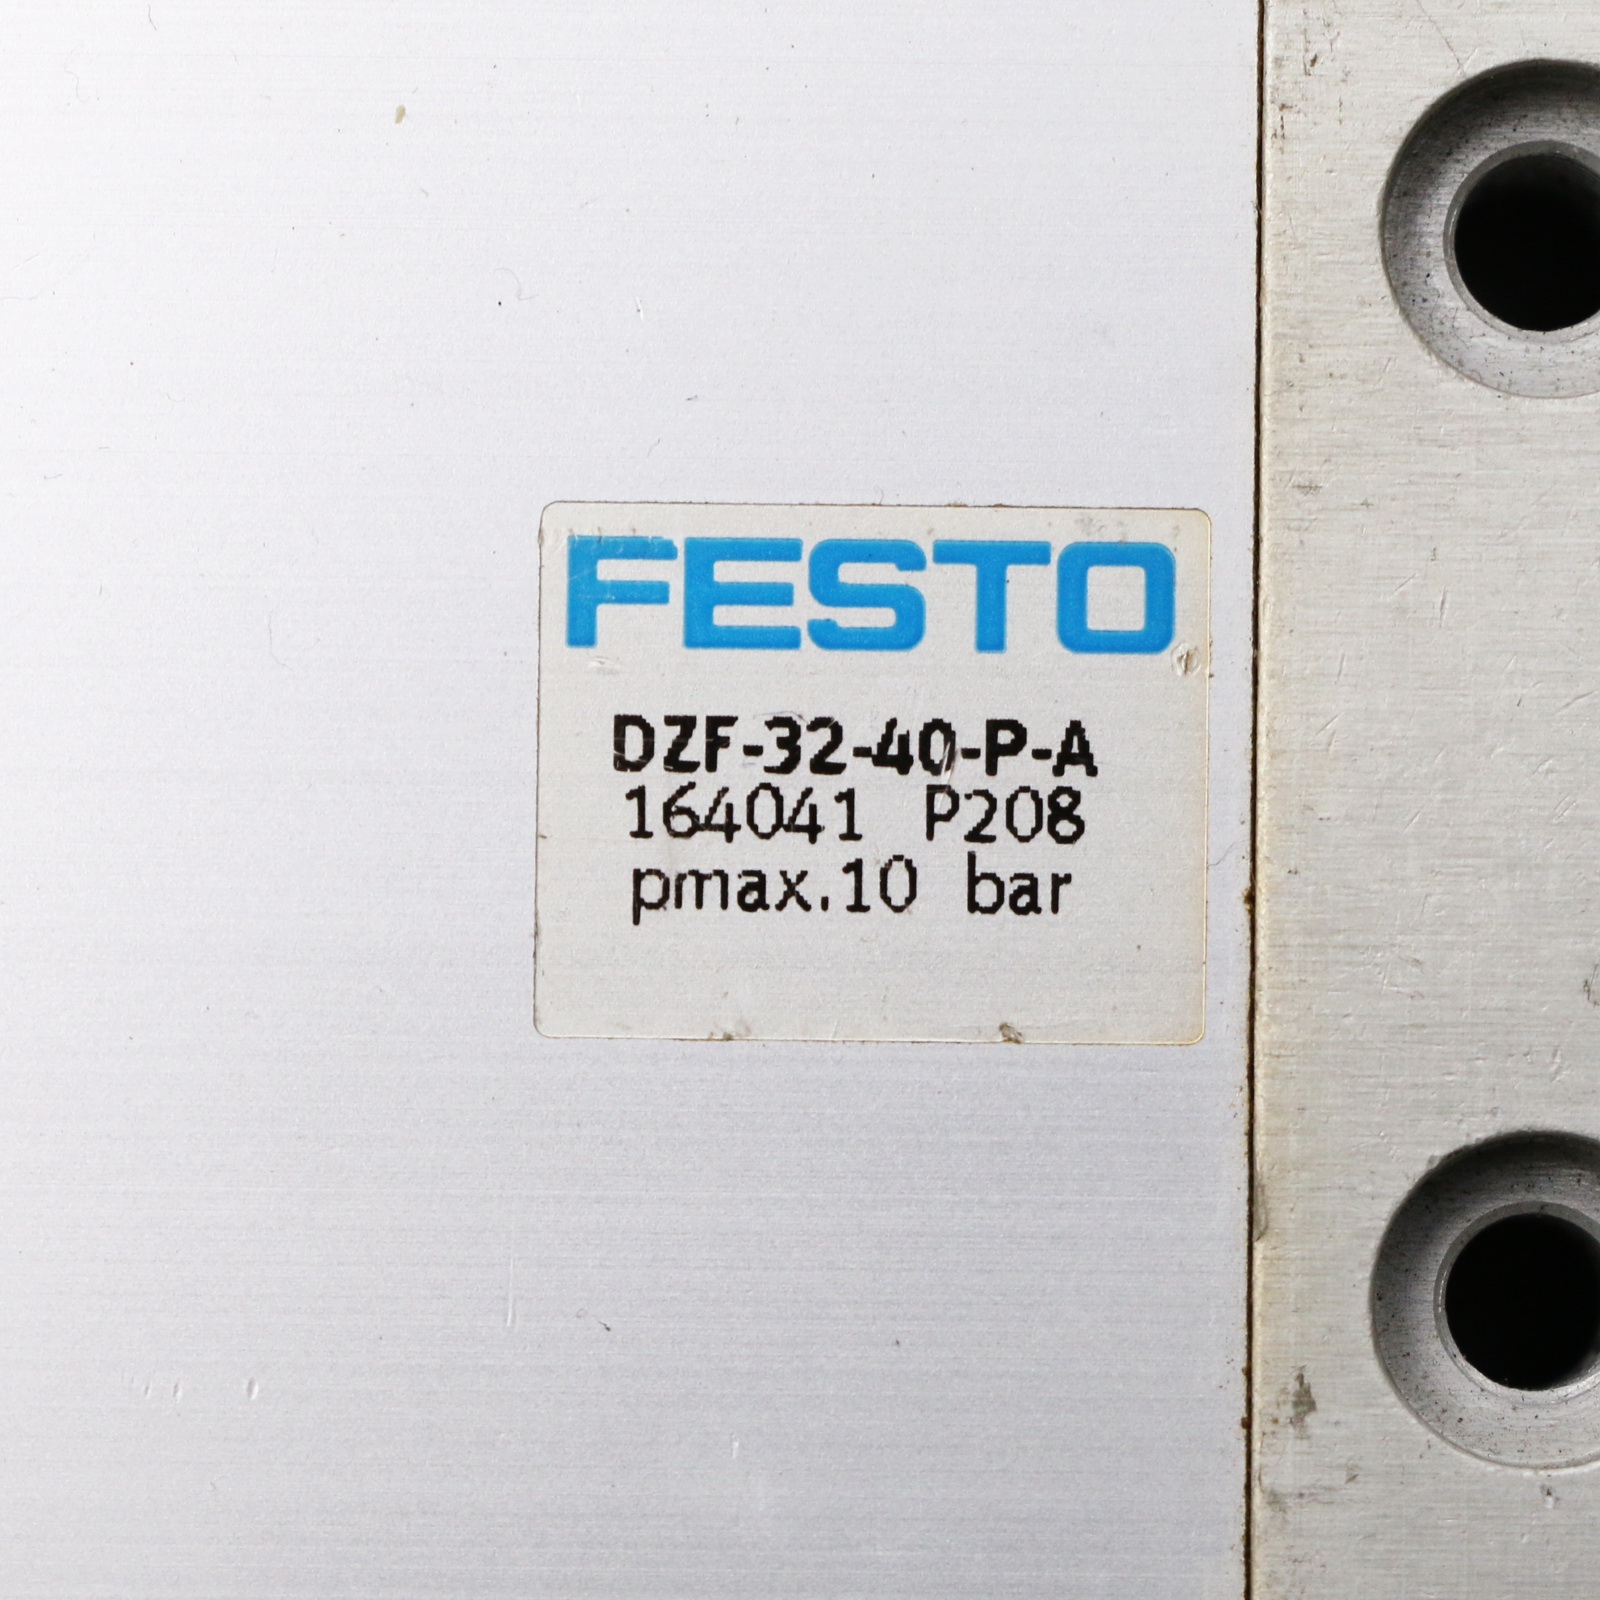 FESTO
DZF-32-40-P-A
164041 P208
pmax.10 bar